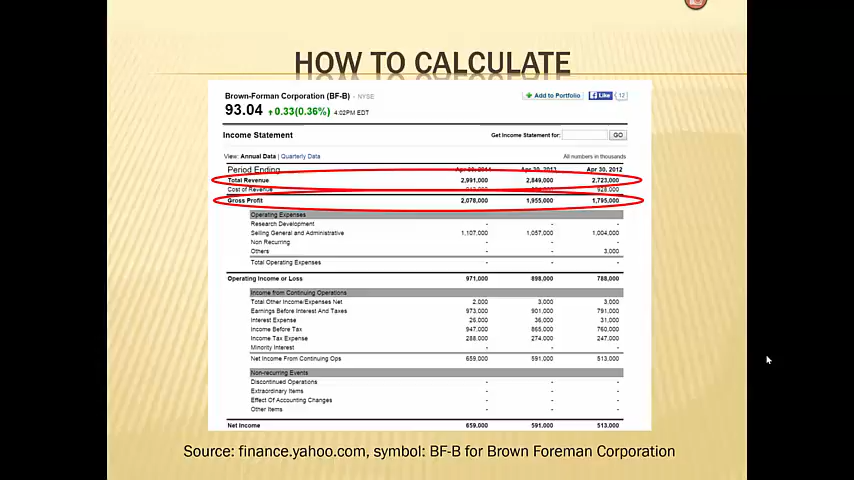 HOW TO CALCULATE
Brown-Forman Corporation (BF-B) - NYSE
Add to Portfolio Like 12
93.04 0.33(0.36%) 4:02PM EDT
Income Statement Get Income Statement for: GO
View: Annual Data | Quarterly Data All numbers in thousands
Period Ending Apr 30, 2014 Apr 30, 2013 Apr 30, 2012
Total Revenue 2,991,000 2,849,000 2,723,000
Cost of Revenue 928,000
Gross Profit 2,078,000 1,955,000 1,795,000
Operating Expenses
Research Development - - -
Selling General and Administrative 1,107,000 1,057,000 1,004,000
Non Recurring - - -
Others - - 3,000
Total Operating Expenses - - -
Operating Income or Loss 971,000 898,000 788,000
Income from Continuing Operations
Total Other Income/Expenses Net 2,000 3,000 3,000
Earnings Before Interest And Taxes 973,000 901,000 791,000
Interest Expense 26,000 36,000 31,000
Income Before Tax 947,000 865,000 760,000
Income Tax Expense 288,000 274,000 247,000
Minority Interest - - -
Net Income From Continuing Ops 659,000 591,000 513,000
Non-recurring Events
Discontinued Operations - - -
Extraordinary Items - - -
Effect Of Accounting Changes - - -
Other Items - - -
Net Income 659,000 591,000 513,000
Source: finance.yahoo.com, symbol: BF-B for Brown Foreman Corporation